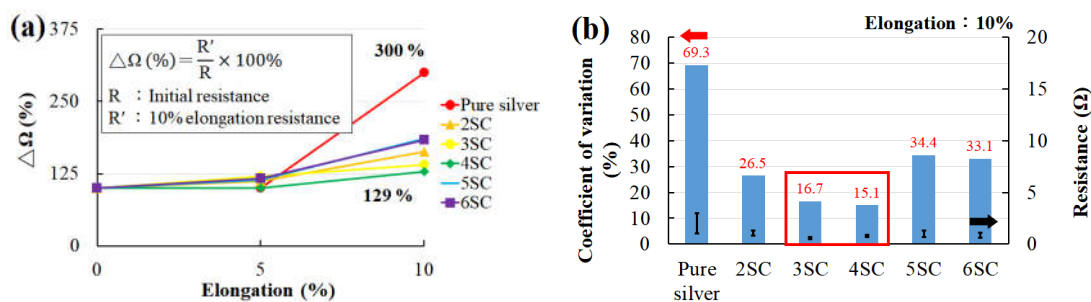 (a)
375
250
125
0
△Ω (%)
△Ω (%) = R′/R × 100%
R : Initial resistance
R′ : 10% elongation resistance
300 %
129 %
Pure silver
2SC
3SC
4SC
5SC
6SC
0 5 10
Elongation (%)
(b)
Elongation：10%
80
70
60
50
40
30
20
10
0
Coefficient of variation
(%)
69.3
26.5
16.7
15.1
34.4
33.1
20
15
10
5
0
Resistance (Ω)
Pure silver 2SC 3SC 4SC 5SC 6SC